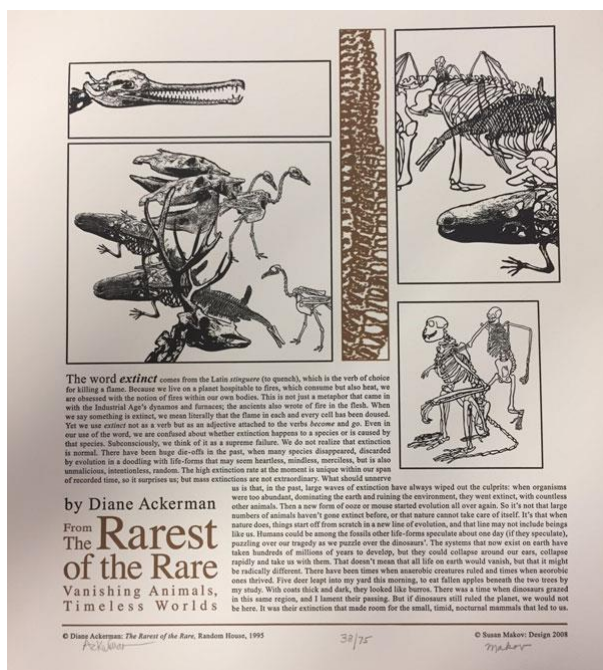 The word extinct comes from the Latin stinguere (to quench), which is the verb of choice
for killing a flame. Because we live on a planet hospitable to fires, which consume but also heat, we
are obsessed with the notion of fires within our own bodies. This is not just a metaphor that came in
with the Industrial Age's dynamos and furnaces; the ancients also wrote of fire in the flesh. When
we say something is extinct, we mean literally that the flame in each and every cell has been doused.
Yet we use extinct not as a verb but as an adjective attached to the verbs become and go. Even in
our use of the word, we are confused about whether extinction happens to a species or is caused by
that species. Subconsciously, we think of it as a supreme failure. We do not realize that extinction
is normal. There have been huge die-offs in the past, when many species disappeared, discarded
by evolution in a doodling with life-forms that may seem heartless, mindless, merciless, but is also
unmalicious, intentionless, random. The high extinction rate at the moment is unique within our span
of recorded time, so it surprises us; but mass extinctions are not extraordinary. What should unnerve
us is that, in the past, large waves of extinction have always wiped out the culprits: when organisms
were too abundant, dominating the earth and ruining the environment, they went extinct, with countless
other animals. Then a new form of ooze or mouse started evolution all over again. So it's not that large
numbers of animals haven't gone extinct before, or that nature cannot take care of itself. It's that when
nature does, things start off from scratch in a new line of evolution, and that line may not include beings
like us. Humans could be among the fossils other life-forms speculate about one day (if they speculate),
puzzling over our tragedy as we puzzle over the dinosaurs'. The systems that now exist on earth have
taken hundreds of millions of years to develop, but they could collapse around our ears, collapse
rapidly and take us with them. That doesn't mean that all life on earth would vanish, but that it might
be radically different. There have been times when anaerobic creatures ruled and times when aerobic
ones thrived. Five deer leapt into my yard this morning, to eat fallen apples beneath the two trees by
my study. With coats thick and dark, they looked like burros. There was a time when dinosaurs grazed
in this same region, and I lament their passing. But if dinosaurs still ruled the planet, we would not
be here. It was their extinction that made room for the small, timid, nocturnal mammals that led to us.
by Diane Ackerman
From
The Rarest
of the Rare
Vanishing Animals,
Timeless Worlds
© Diane Ackerman: The Rarest of the Rare, Random House, 1995
38/75
© Susan Makov: Design 2008
Makov